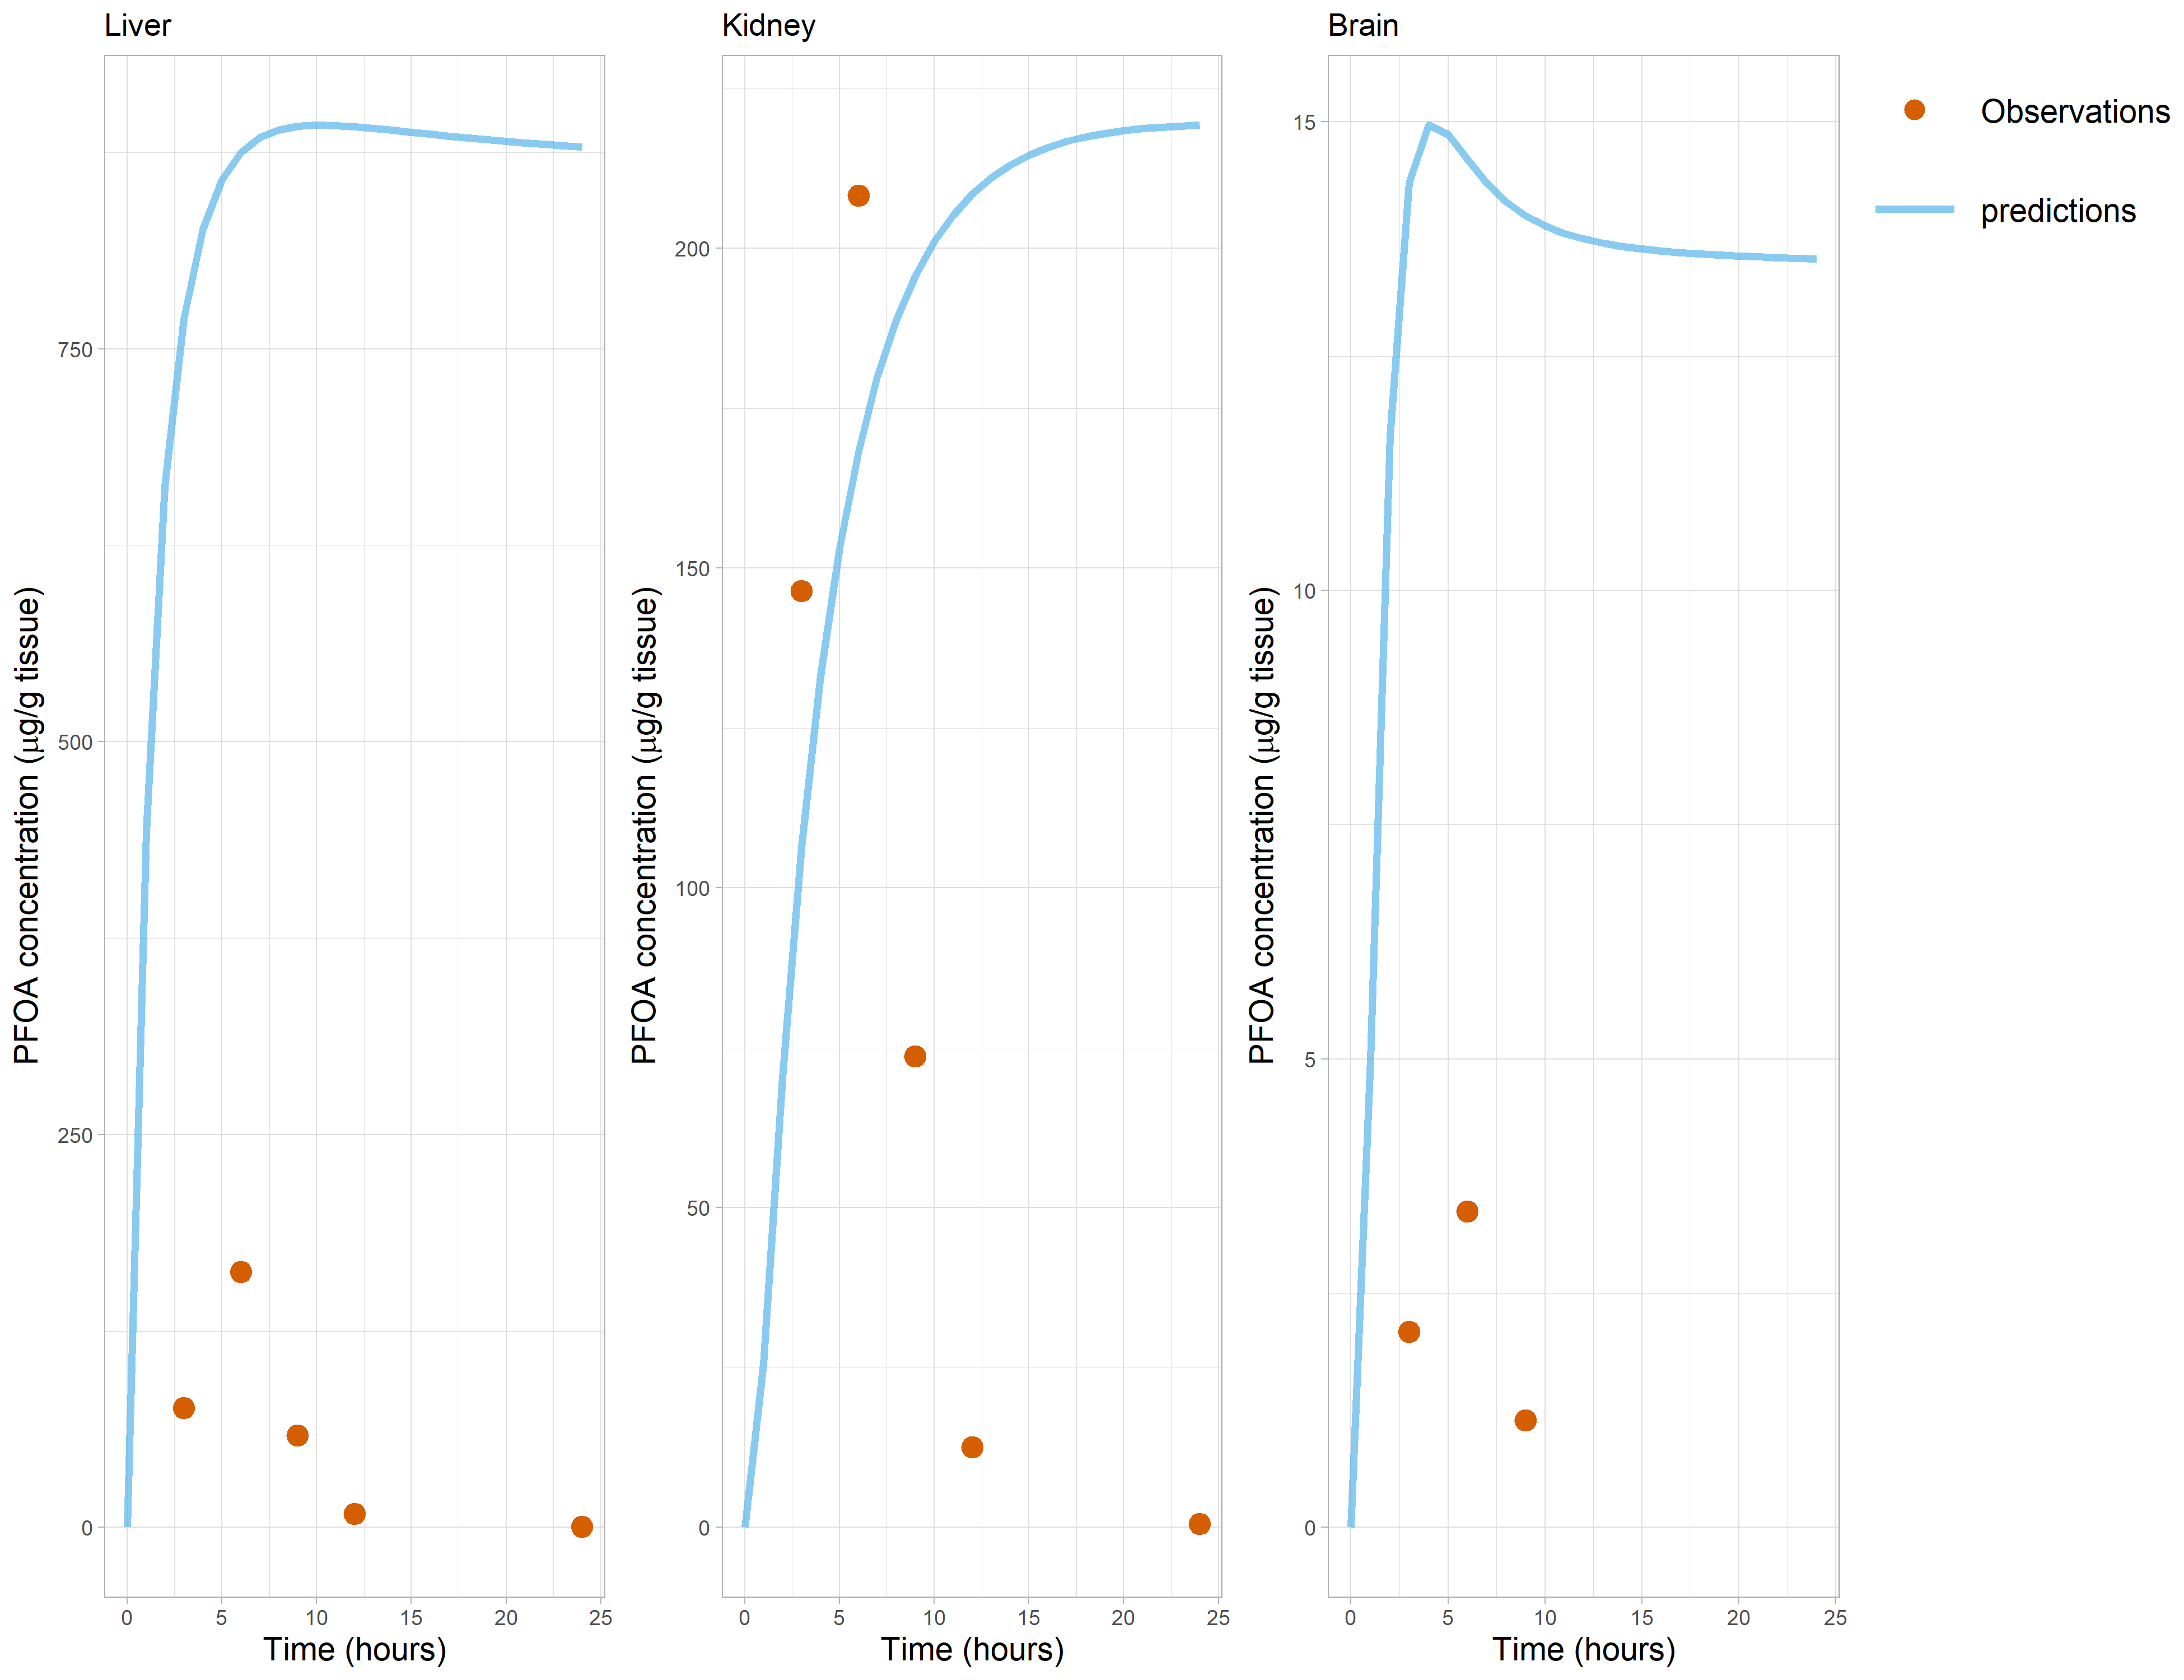 Liver
PFOA concentration (μg/g tissue)
750
500
250
0
0 5 10 15 20 25
Time (hours)
Kidney
PFOA concentration (μg/g tissue)
200
150
100
50
0
0 5 10 15 20 25
Time (hours)
Brain
PFOA concentration (μg/g tissue)
15
10
5
0
0 5 10 15 20 25
Time (hours)
Observations
predictions